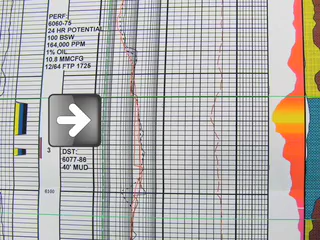 PERF:
6060-75
24 HR POTENTIAL
100 BSW
164,000 PPM
1% OIL
10.8 MMCFG
12/64 FTP 1725
3
DST:
6077-86
40' MUD
6100